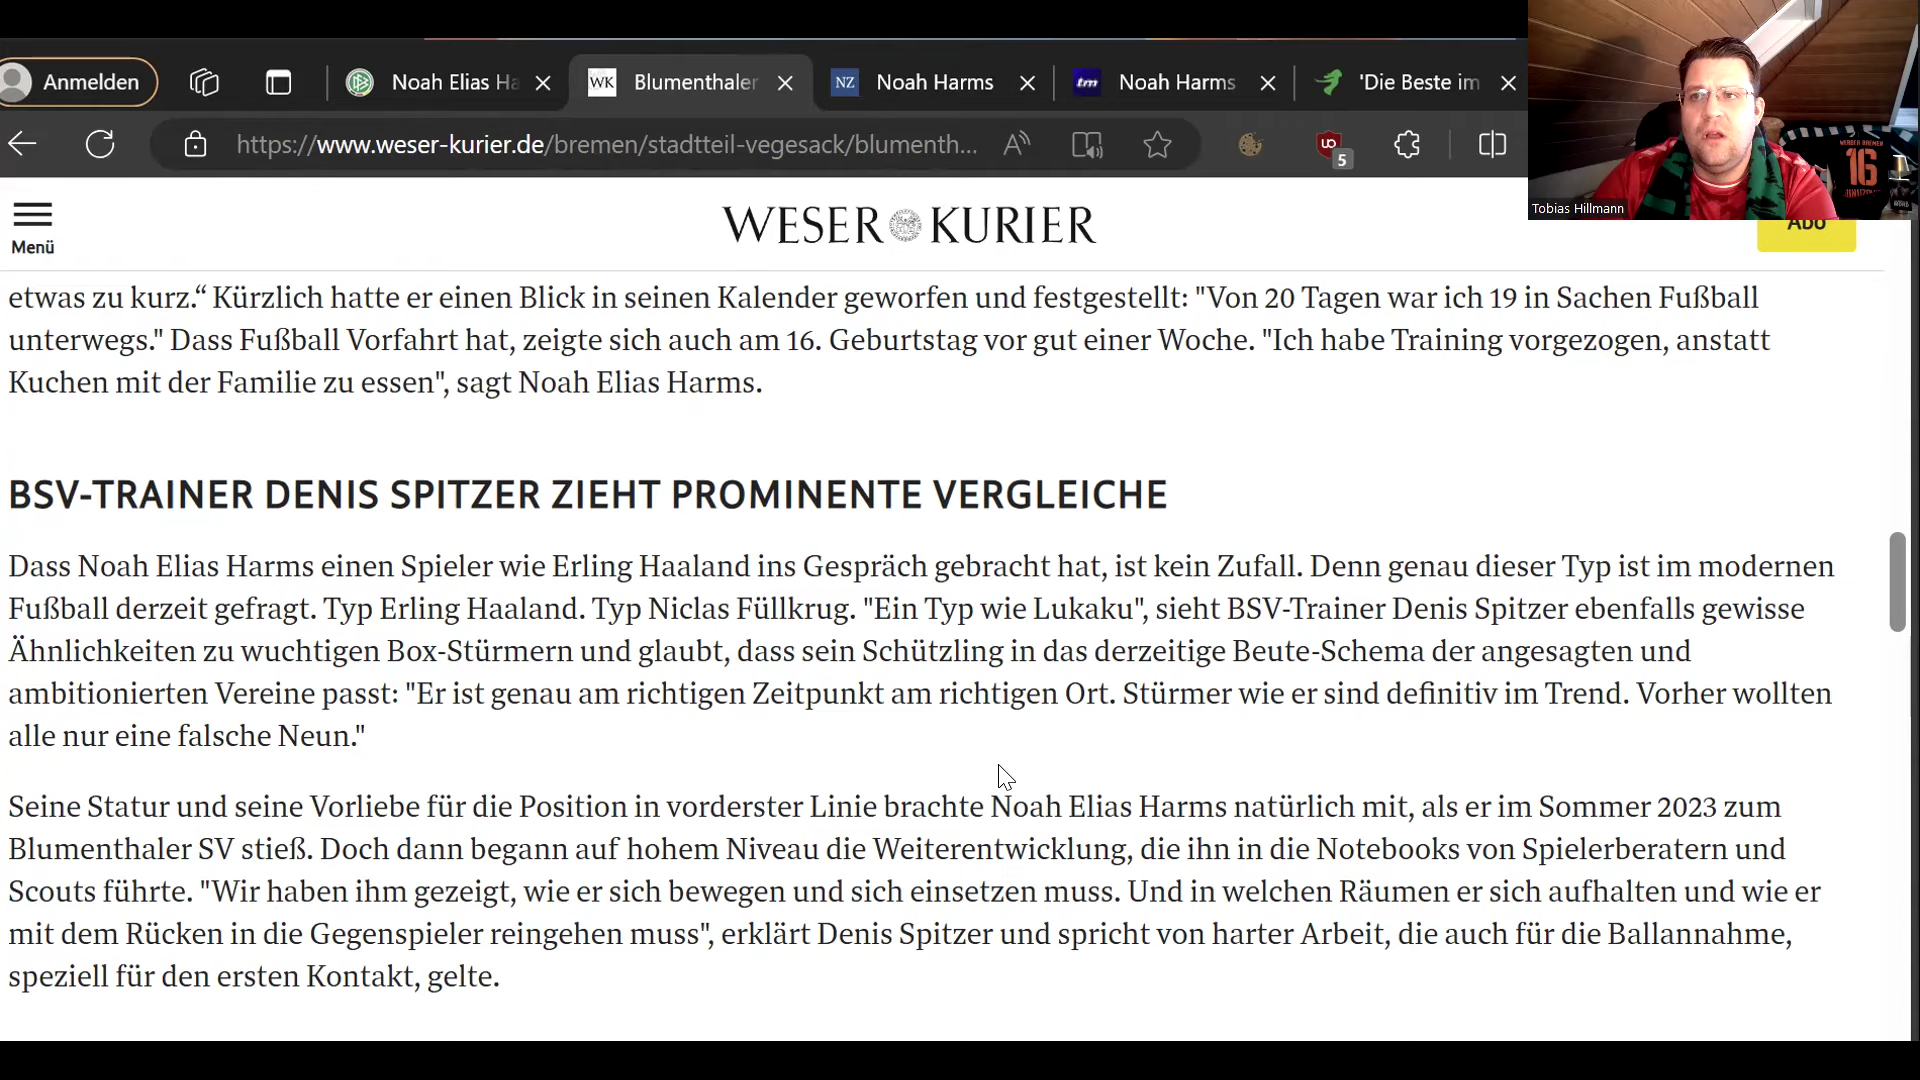 Anmelden
Noah Elias Ha
WK Blumenthaler
NZ Noah Harms
tm Noah Harms
'Die Beste im
https://www.weser-kurier.de/bremen/stadtteil-vegesack/blumenth...
5
Menü
WESER KURIER
Abo
Tobias Hillmann
WERDER BREMEN
16
etwas zu kurz.“ Kürzlich hatte er einen Blick in seinen Kalender geworfen und festgestellt: "Von 20 Tagen war ich 19 in Sachen Fußball
unterwegs." Dass Fußball Vorfahrt hat, zeigte sich auch am 16. Geburtstag vor gut einer Woche. "Ich habe Training vorgezogen, anstatt
Kuchen mit der Familie zu essen", sagt Noah Elias Harms.
BSV-TRAINER DENIS SPITZER ZIEHT PROMINENTE VERGLEICHE
Dass Noah Elias Harms einen Spieler wie Erling Haaland ins Gespräch gebracht hat, ist kein Zufall. Denn genau dieser Typ ist im modernen
Fußball derzeit gefragt. Typ Erling Haaland. Typ Niclas Füllkrug. "Ein Typ wie Lukaku", sieht BSV-Trainer Denis Spitzer ebenfalls gewisse
Ähnlichkeiten zu wuchtigen Box-Stürmern und glaubt, dass sein Schützling in das derzeitige Beute-Schema der angesagten und
ambitionierten Vereine passt: "Er ist genau am richtigen Zeitpunkt am richtigen Ort. Stürmer wie er sind definitiv im Trend. Vorher wollten
alle nur eine falsche Neun."
Seine Statur und seine Vorliebe für die Position in vorderster Linie brachte Noah Elias Harms natürlich mit, als er im Sommer 2023 zum
Blumenthaler SV stieß. Doch dann begann auf hohem Niveau die Weiterentwicklung, die ihn in die Notebooks von Spielerberatern und
Scouts führte. "Wir haben ihm gezeigt, wie er sich bewegen und sich einsetzen muss. Und in welchen Räumen er sich aufhalten und wie er
mit dem Rücken in die Gegenspieler reingehen muss", erklärt Denis Spitzer und spricht von harter Arbeit, die auch für die Ballannahme,
speziell für den ersten Kontakt, gelte.